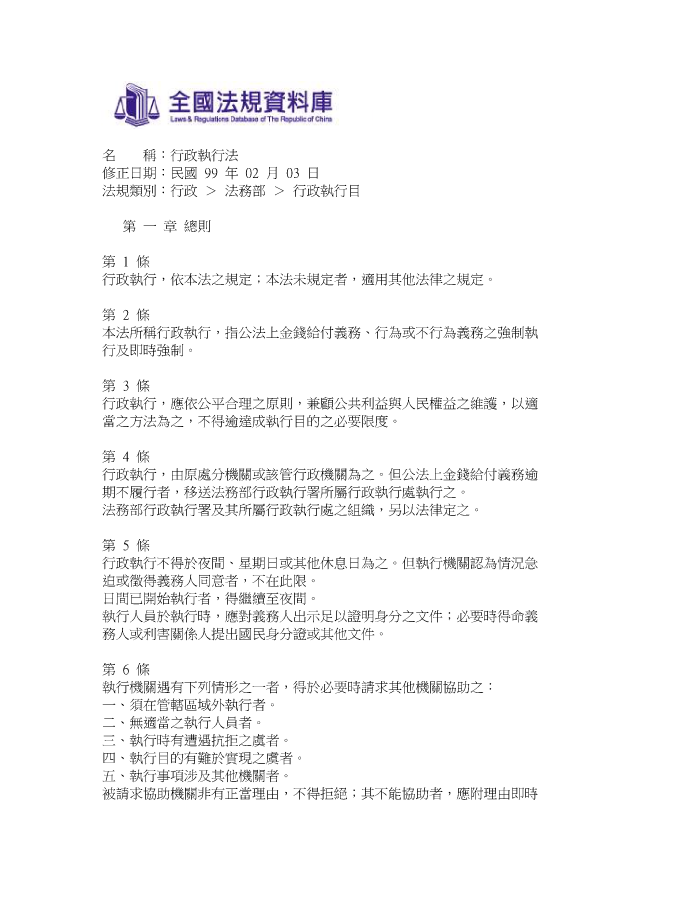 全國法規資料庫
Laws & Regulations Database of The Republic of China
名　　稱：行政執行法
修正日期：民國 99 年 02 月 03 日
法規類別：行政 ＞ 法務部 ＞ 行政執行目
第 一 章 總則
第 1 條
行政執行，依本法之規定；本法未規定者，適用其他法律之規定。
第 2 條
本法所稱行政執行，指公法上金錢給付義務、行為或不行為義務之強制執
行及即時強制。
第 3 條
行政執行，應依公平合理之原則，兼顧公共利益與人民權益之維護，以適
當之方法為之，不得逾達成執行目的之必要限度。
第 4 條
行政執行，由原處分機關或該管行政機關為之。但公法上金錢給付義務逾
期不履行者，移送法務部行政執行署所屬行政執行處執行之。
法務部行政執行署及其所屬行政執行處之組織，另以法律定之。
第 5 條
行政執行不得於夜間、星期日或其他休息日為之。但執行機關認為情況急
迫或徵得義務人同意者，不在此限。
日間已開始執行者，得繼續至夜間。
執行人員於執行時，應對義務人出示足以證明身分之文件；必要時得命義
務人或利害關係人提出國民身分證或其他文件。
第 6 條
執行機關遇有下列情形之一者，得於必要時請求其他機關協助之：
一、須在管轄區域外執行者。
二、無適當之執行人員者。
三、執行時有遭遇抗拒之虞者。
四、執行目的有難於實現之虞者。
五、執行事項涉及其他機關者。
被請求協助機關非有正當理由，不得拒絕；其不能協助者，應附理由即時